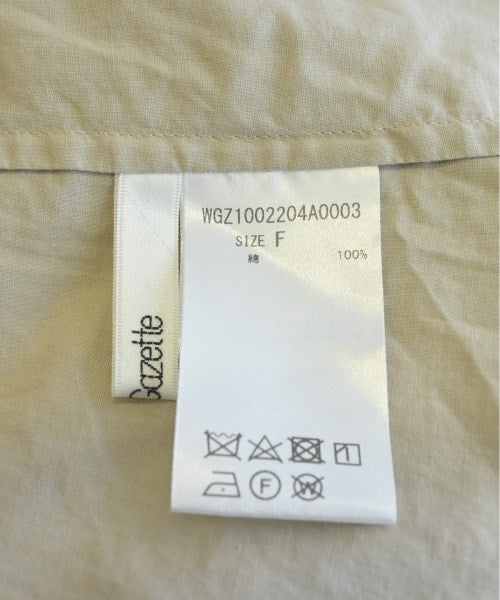 WGZ1002204A0003
SIZE F
綿 100%
Gazette
F
W